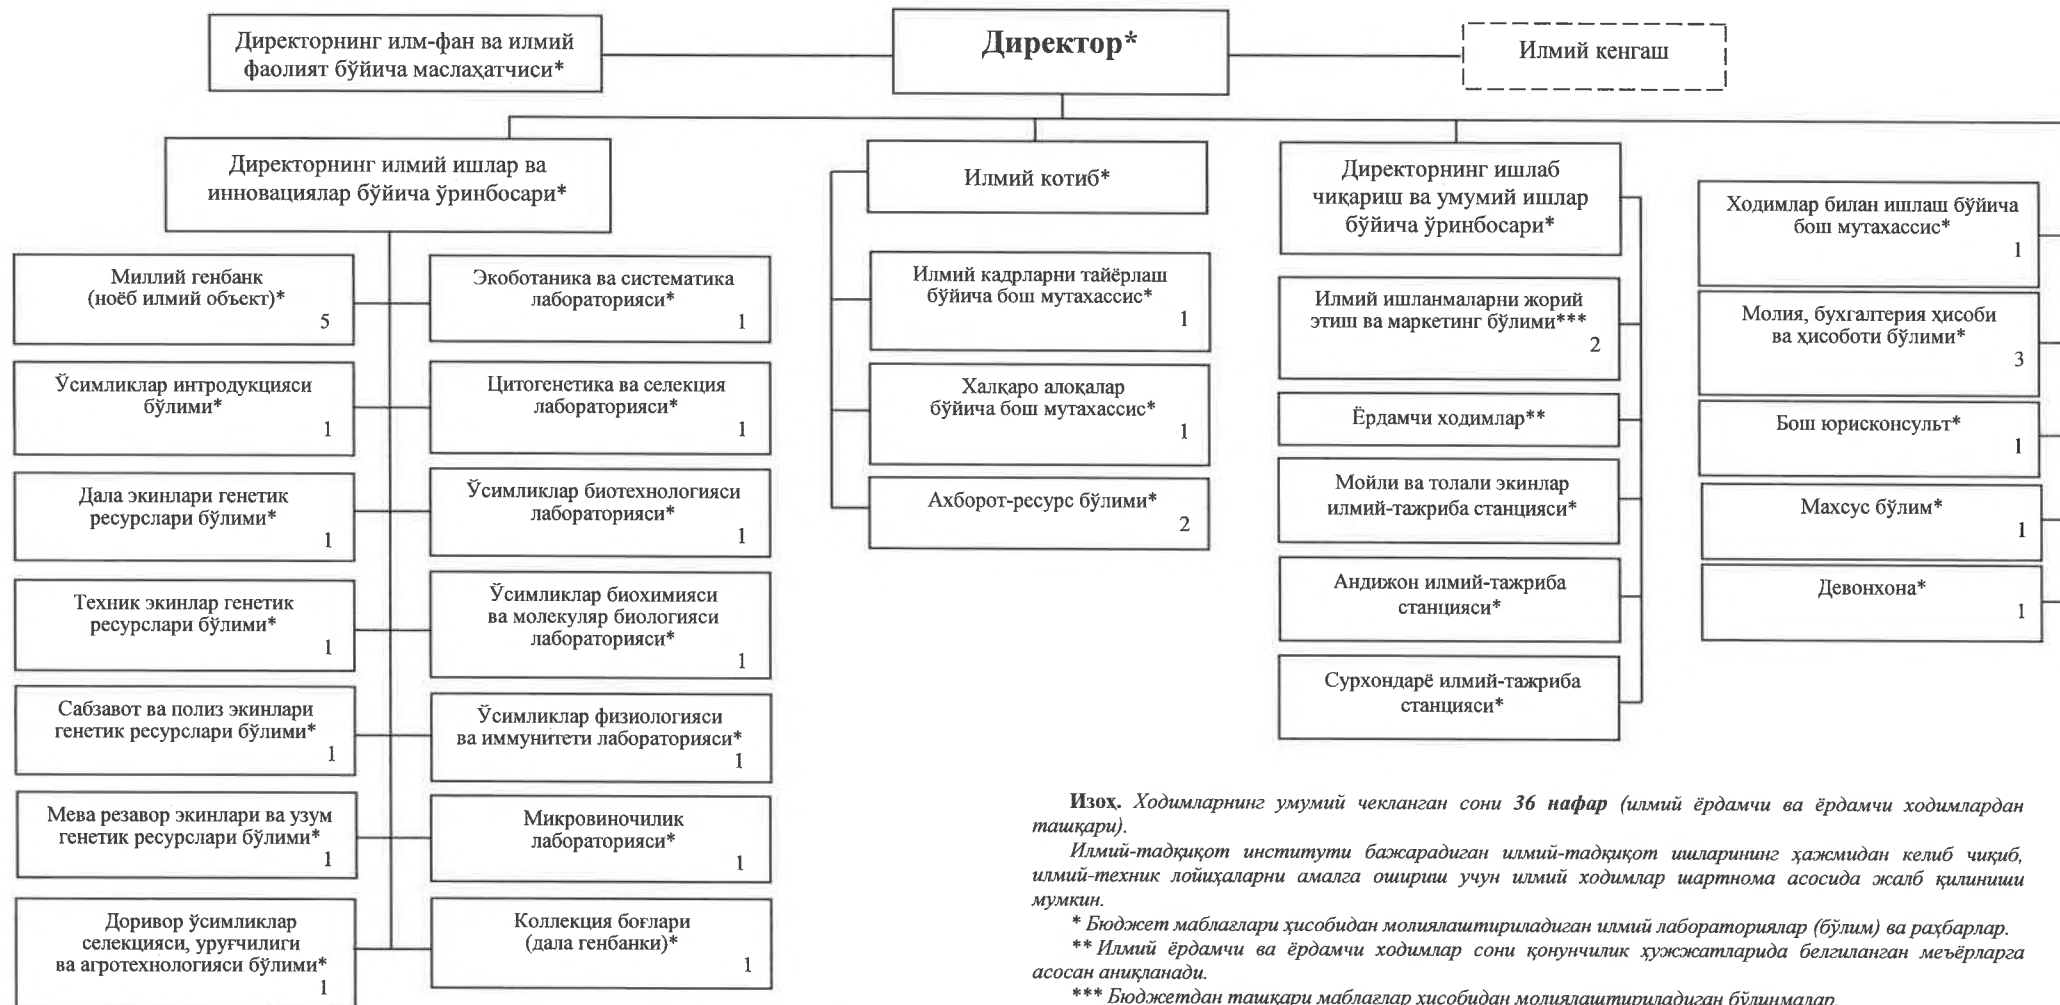 Директорнинг илм-фан ва илмий
фаолият бўйича маслаҳатчиси*
Директор*
Илмий кенгаш
Директорнинг илмий ишлар ва
инновациялар бўйича ўринбосари*
Миллий генбанк
(ноёб илмий объект)*
5
Ўсимликлар интродукцияси
бўлими*
1
Дала экинлари генетик
ресурслари бўлими*
1
Техник экинлар генетик
ресурслари бўлими*
1
Сабзавот ва полиз экинлари
генетик ресурслари бўлими*
1
Мева резавор экинлари ва узум
генетик ресурслари бўлими*
1
Доривор ўсимликлар
селекцияси, уруғчилиги
ва агротехнологияси бўлими*
1
Экоботаника ва систематика
лабораторияси*
1
Цитогенетика ва селекция
лабораторияси*
1
Ўсимликлар биотехнологияси
лабораторияси*
1
Ўсимликлар биохимияси
ва молекуляр биологияси
лабораторияси*
1
Ўсимликлар физиологияси
ва иммунитети лабораторияси*
1
Микровиночилик
лабораторияси*
1
Коллекция боғлари
(дала генбанки)*
1
Илмий котиб*
Илмий кадрларни тайёрлаш
бўйича бош мутахассис*
1
Халқаро алоқалар
бўйича бош мутахассис*
1
Ахборот-ресурс бўлими*
2
Директорнинг ишлаб
чиқариш ва умумий ишлар
бўйича ўринбосари*
Илмий ишланмаларни жорий
этиш ва маркетинг бўлими***
2
Ёрдамчи ходимлар**
Мойли ва толали экинлар
илмий-тажриба станцияси*
Андижон илмий-тажриба
станцияси*
Сурхондарё илмий-тажриба
станцияси*
Ходимлар билан ишлаш бўйича
бош мутахассис*
1
Молия, бухгалтерия ҳисоби
ва ҳисоботи бўлими*
3
Бош юрисконсульт*
1
Махсус бўлим*
1
Девонхона*
1
Изоҳ. Ходимларнинг умумий чекланган сони 36 нафар (илмий ёрдамчи ва ёрдамчи ходимлардан
ташқари).
Илмий-тадқиқот институти бажарадиган илмий-тадқиқот ишларининг ҳажмидан келиб чиқиб,
илмий-техник лойиҳаларни амалга ошириш учун илмий ходимлар шартнома асосида жалб қилиниши
мумкин.
* Бюджет маблағлари ҳисобидан молиялаштириладиган илмий лабораториялар (бўлим) ва раҳбарлар.
** Илмий ёрдамчи ва ёрдамчи ходимлар сони қонунчилик ҳужжатларида белгиланган меъёрларга
асосан аниқланади.
*** Бюджетдан ташқари маблағлар ҳисобидан молиялаштириладиган бўлинмалар.